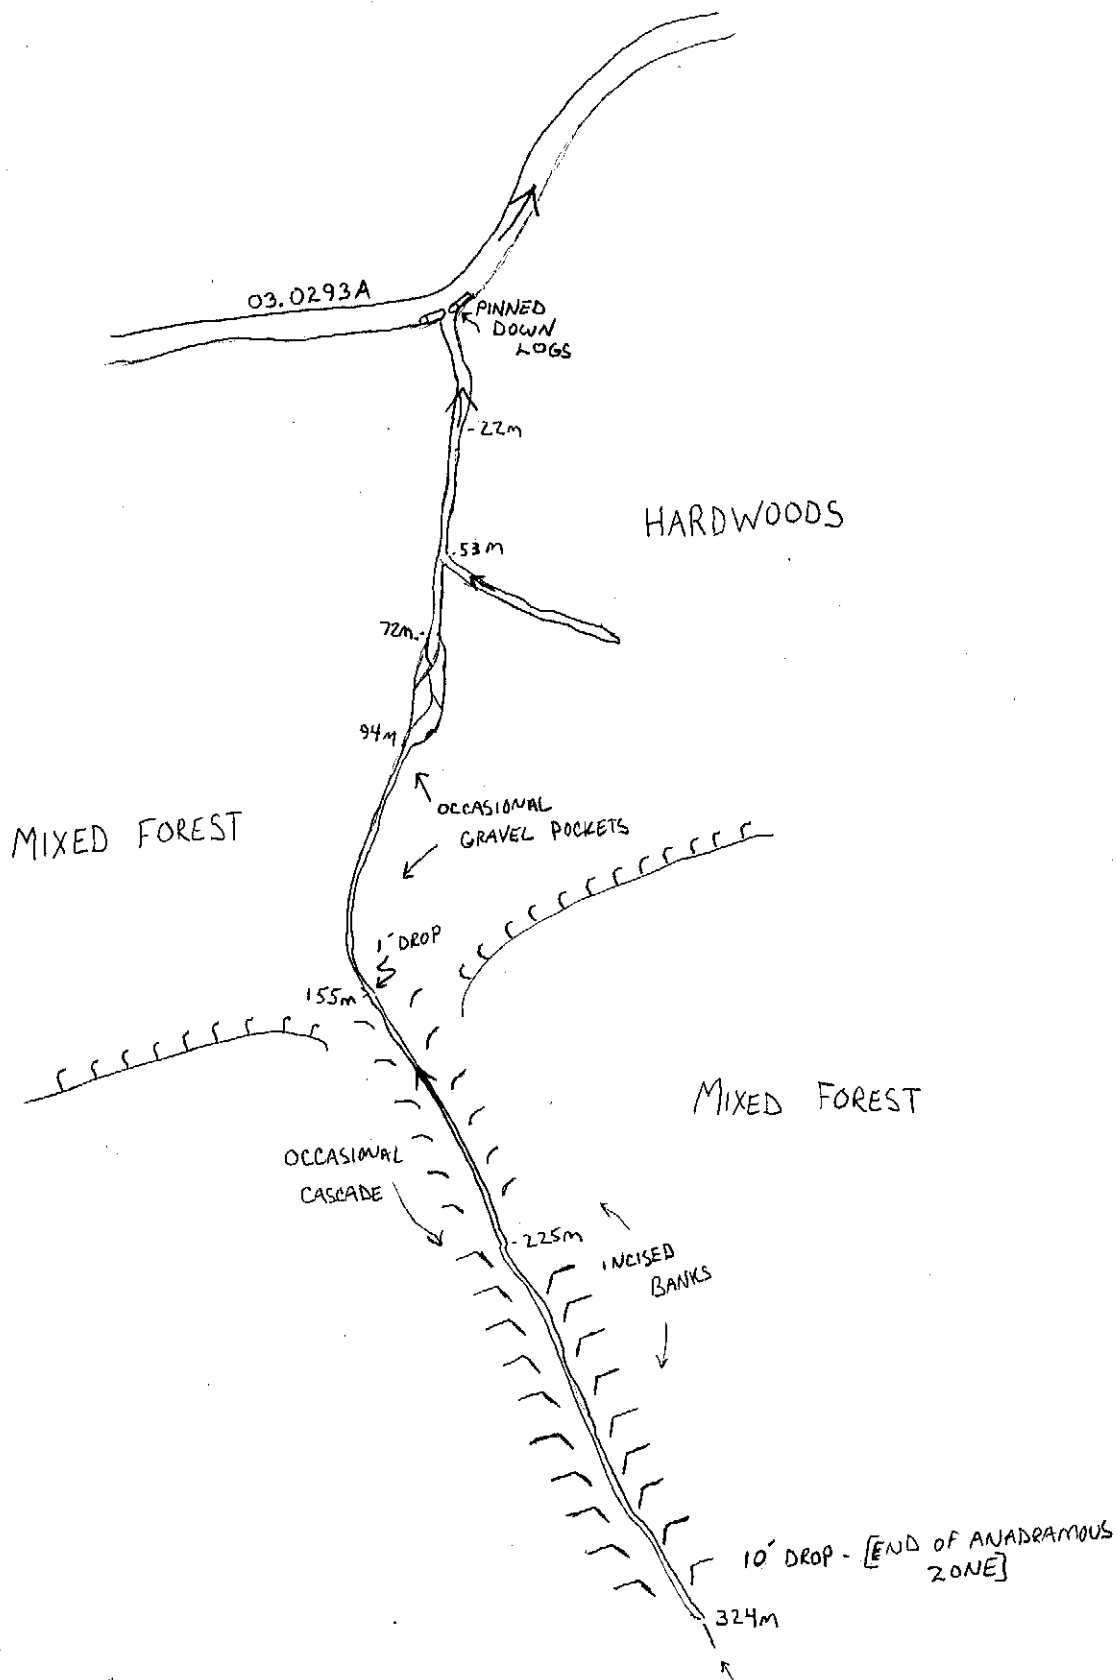 03.0293A
PINNED
DOWN
LOGS
-22m
HARDWOODS
.53m
72m.
94m
OCCASIONAL
GRAVEL POCKETS
MIXED FOREST
1' DROP
155m
MIXED FOREST
OCCASIONAL
CASCADE
-225m
INCISED
BANKS
10' DROP - [END OF ANADRAMOUS
ZONE]
324m